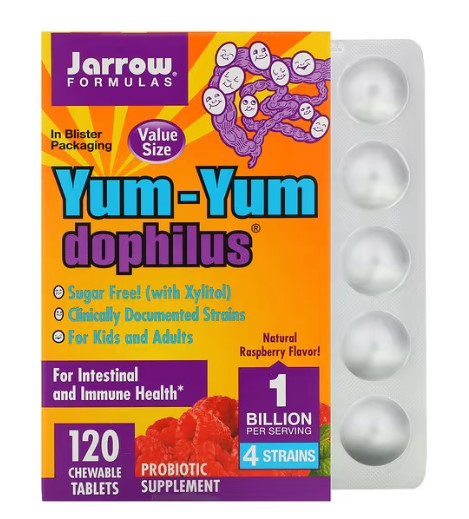 Jarrow
FORMULAS®
In Blister
Packaging
Value
Size
Yum-Yum
dophilus®
Sugar Free! (with Xylitol)
Clinically Documented Strains
For Kids and Adults
Natural
Raspberry Flavor!
For Intestinal
and Immune Health*
1
BILLION
PER SERVING
4 STRAINS
120
CHEWABLE
TABLETS
PROBIOTIC
SUPPLEMENT